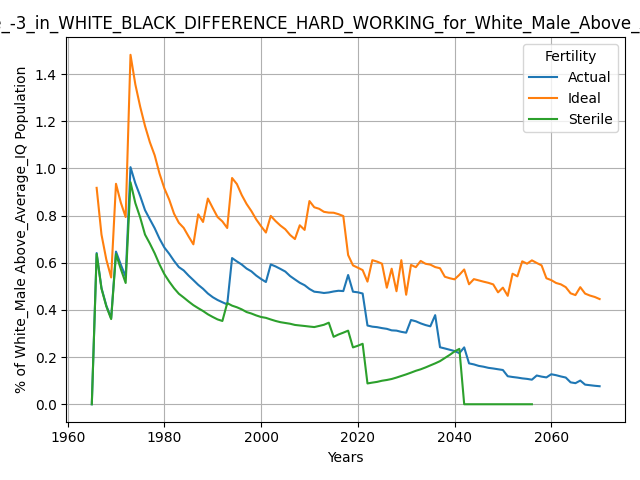 _-3_in_WHITE_BLACK_DIFFERENCE_HARD_WORKING_for_White_Male_Above_
Fertility
Actual
Ideal
Sterile
% of White_Male Above_Average_IQ Population
1.4
1.2
1.0
0.8
0.6
0.4
0.2
0.0
1960
1980
2000
2020
2040
2060
Years